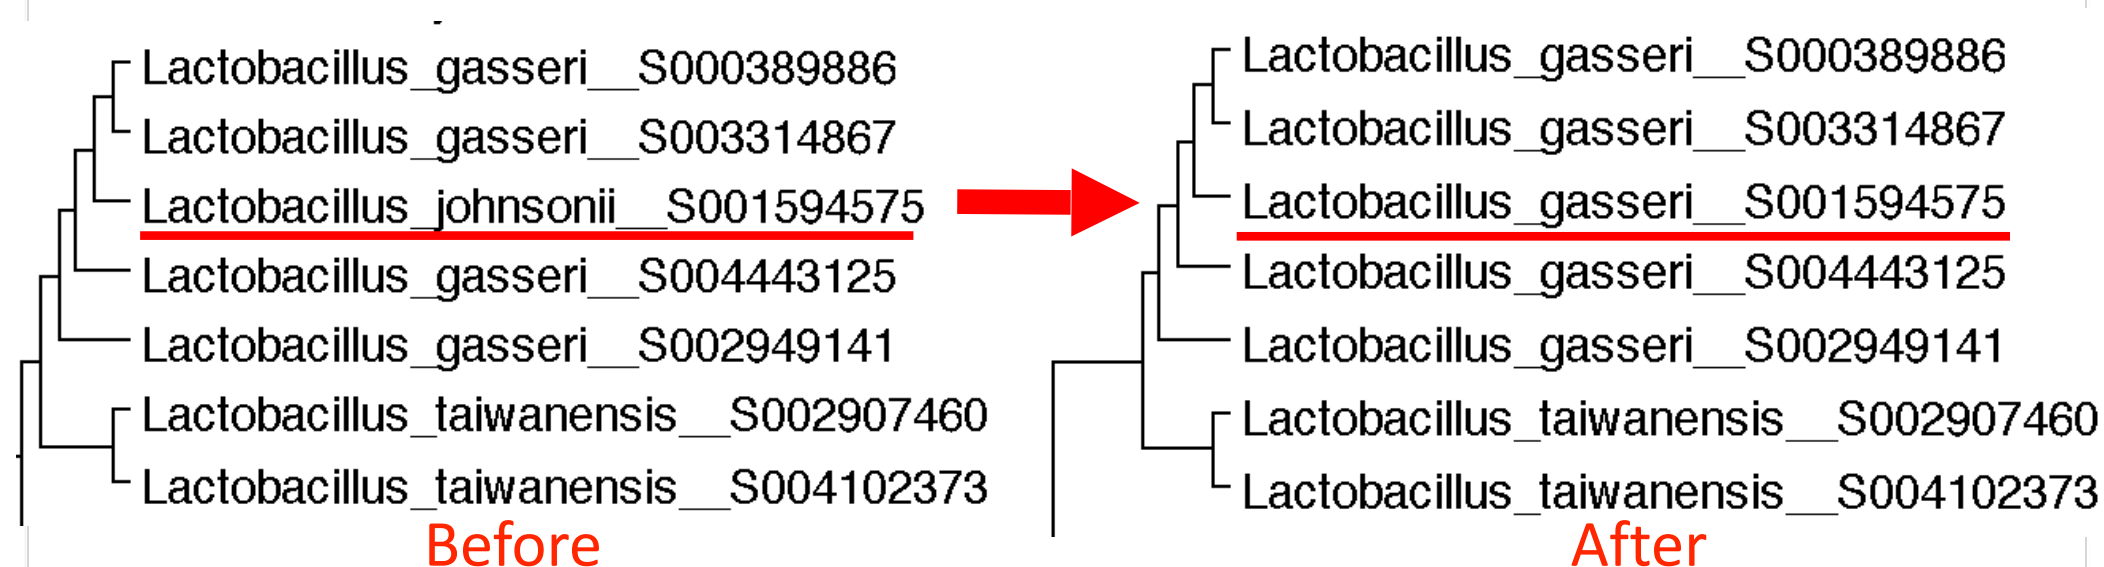 Lactobacillus_gasseri__S000389886
Lactobacillus_gasseri__S003314867
Lactobacillus_johnsonii__S001594575
Lactobacillus_gasseri__S004443125
Lactobacillus_gasseri__S002949141
Lactobacillus_taiwanensis__S002907460
Lactobacillus_taiwanensis__S004102373
Before
Lactobacillus_gasseri__S000389886
Lactobacillus_gasseri__S003314867
Lactobacillus_gasseri__S001594575
Lactobacillus_gasseri__S004443125
Lactobacillus_gasseri__S002949141
Lactobacillus_taiwanensis__S002907460
Lactobacillus_taiwanensis__S004102373
After